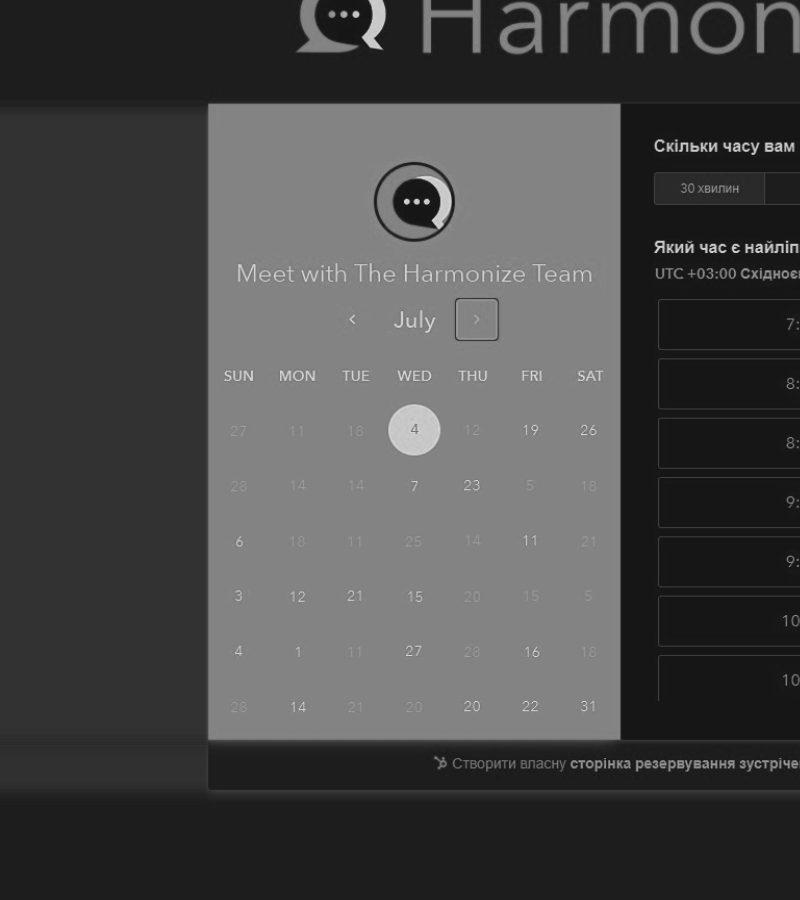 Harmon
Meet with The Harmonize Team
July
SUN MON TUE WED THU FRI SAT
27 11 18 4 12 19 26
28 14 14 7 23 5 18
6 18 11 25 14 11 21
3 12 21 15 20 15 5
4 1 11 27 28 16 18
28 14 21 20 20 22 31
Скільки часу вам
30 хвилин
Який час є найліп
UTC +03:00 Східноє
7:
8:
8:
9:
9:
10
10
Створити власну сторінка резервування зустріче